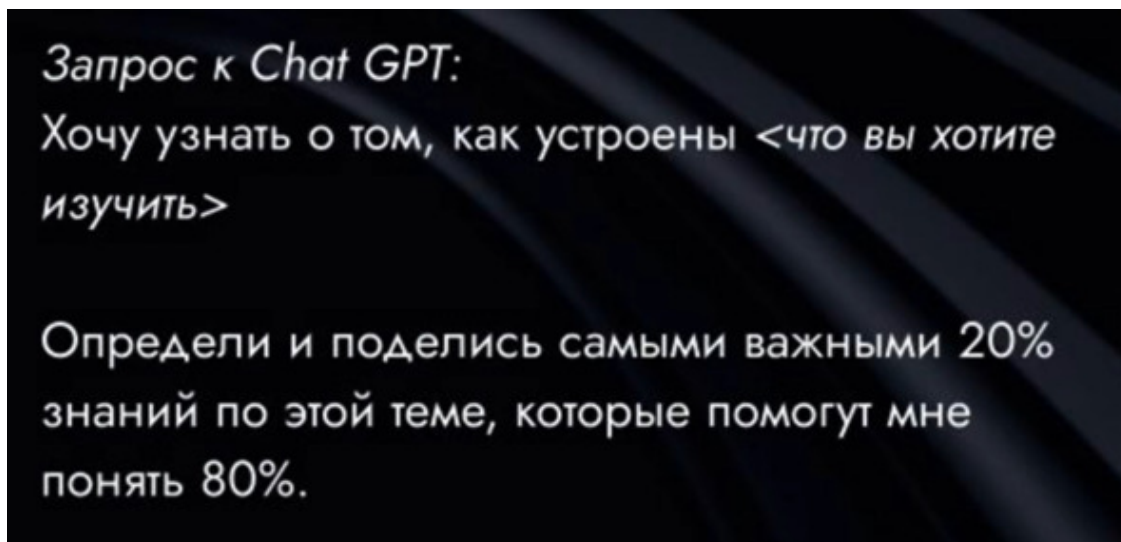 Запрос к Chat GPT:
Хочу узнать о том, как устроены <что вы хотите
изучить>
Определи и поделись самыми важными 20%
знаний по этой теме, которые помогут мне
понять 80%.